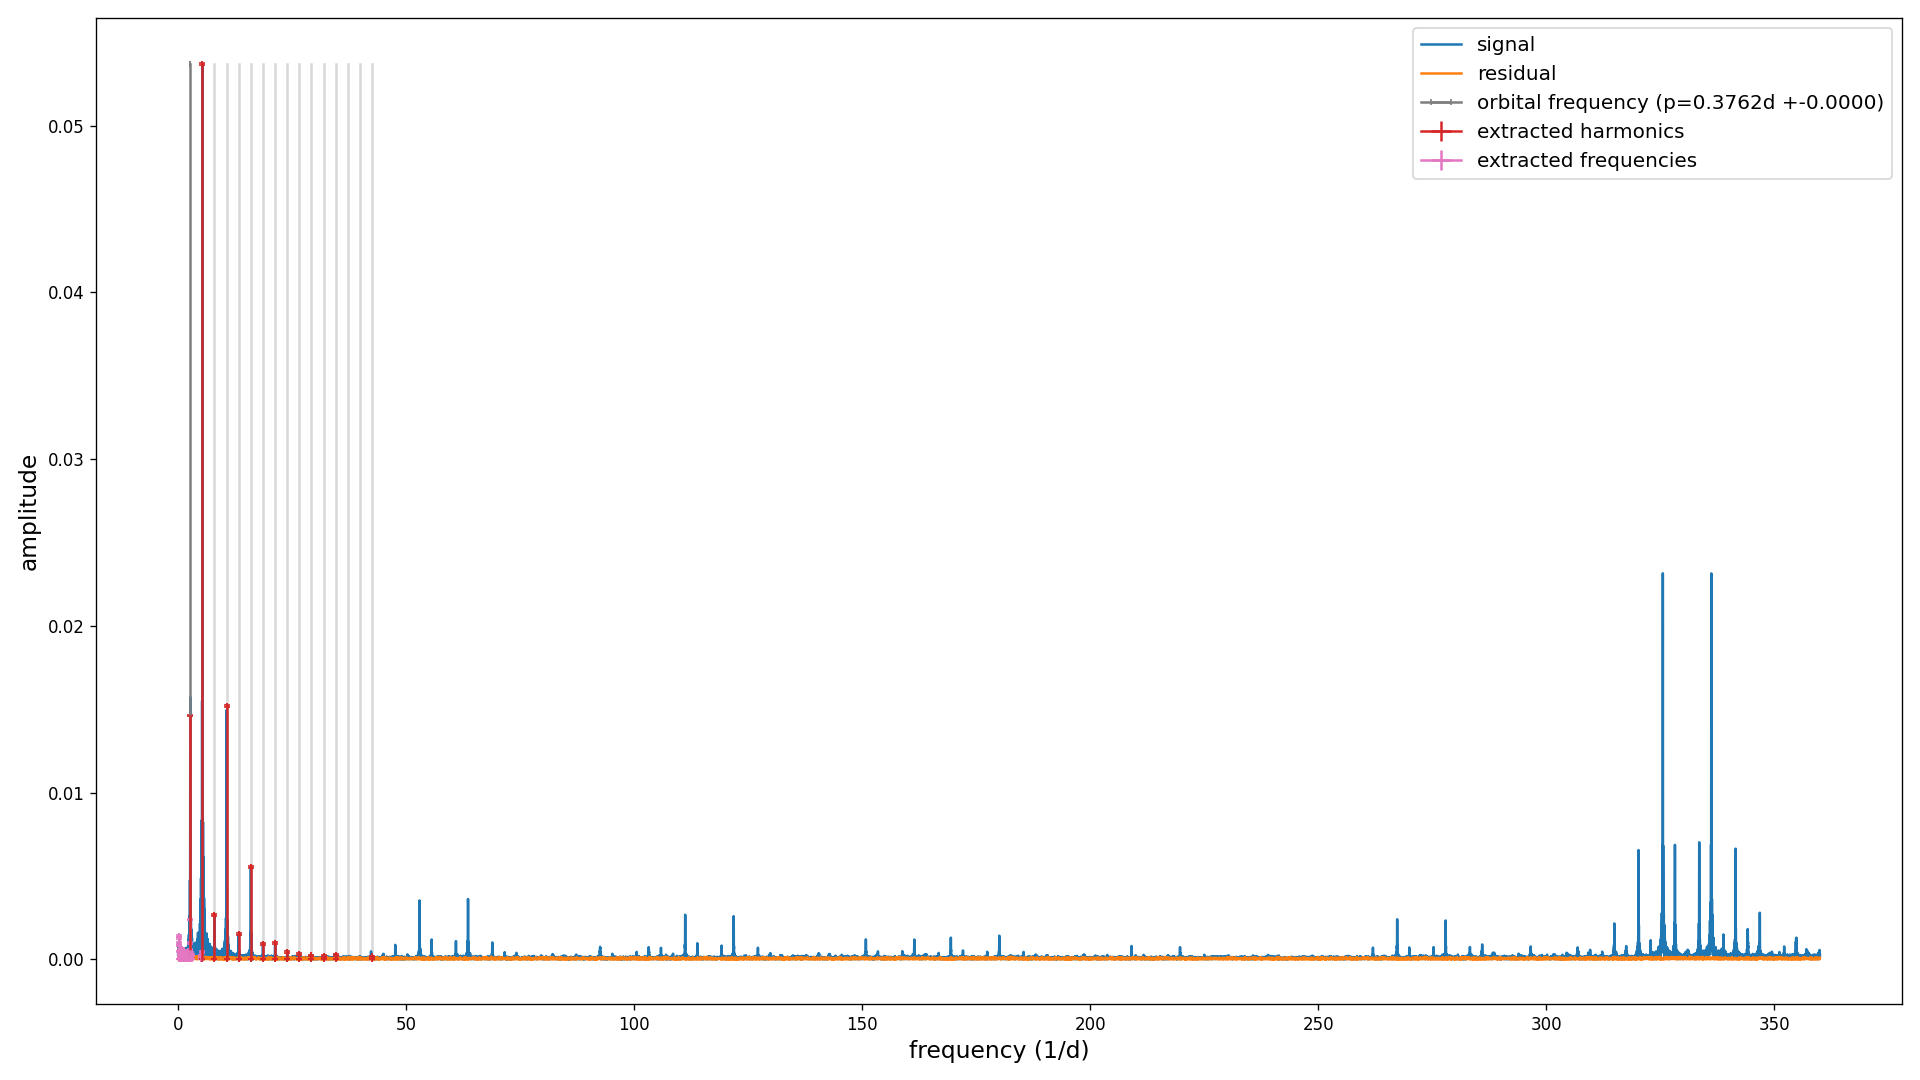 signal
residual
orbital frequency (p=0.3762d +-0.0000)
extracted harmonics
extracted frequencies
0.05
0.04
0.03
0.02
0.01
0.00
amplitude
0 50 100 150 200 250 300 350
frequency (1/d)